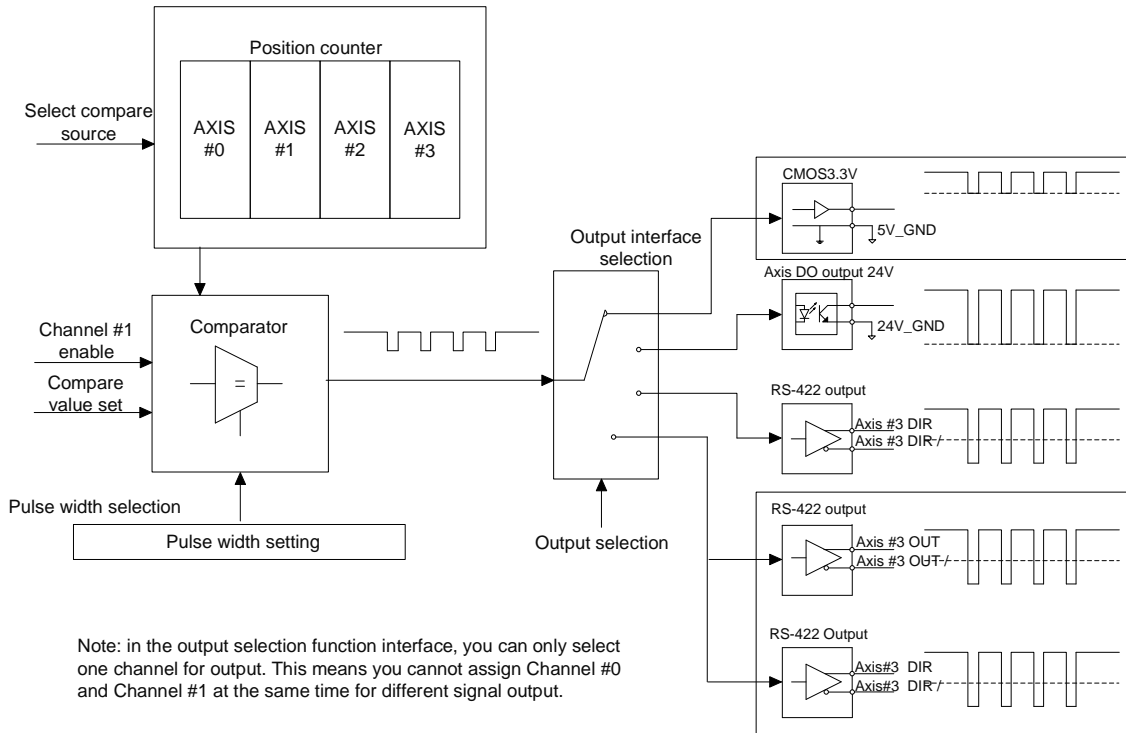 Position counter
Select compare
source
AXIS
#0
AXIS
#1
AXIS
#2
AXIS
#3
Channel #1
enable
Compare
value set
Comparator
=
Pulse width selection
Pulse width setting
Output interface
selection
Output selection
CMOS3.3V
5V_GND
Axis DO output 24V
24V_GND
RS-422 output
Axis #3 DIR
Axis #3 DIR /
RS-422 output
Axis #3 OUT
Axis #3 OUT /
RS-422 Output
Axis#3 DIR
Axis#3 DIR /
Note: in the output selection function interface, you can only select
one channel for output. This means you cannot assign Channel #0
and Channel #1 at the same time for different signal output.